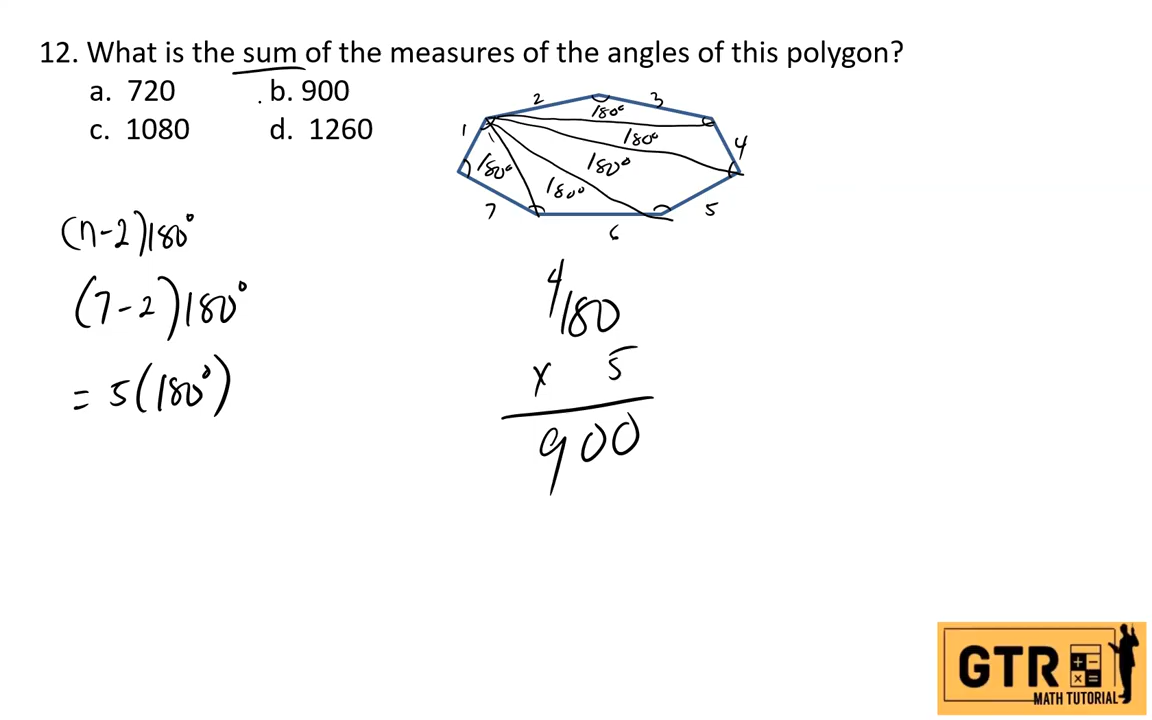 12. What is the sum of the measures of the angles of this polygon?
a. 720 b. 900
c. 1080 d. 1260
2 3
180°
1 180° 4
180° 180°
180°
7 5
6
(n-2)180°
(7-2)180°
= 5(180°)
4
180
x 5
900
GTR
+ -
x =
MATH TUTORIAL